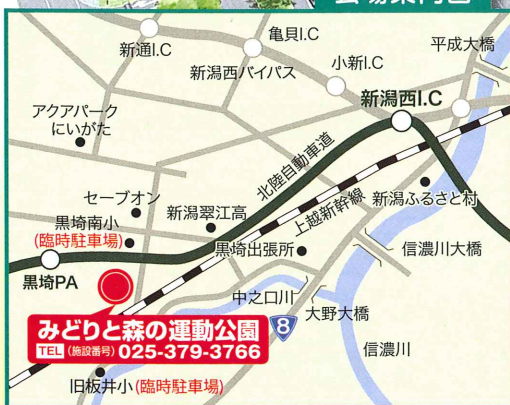 会場案内図
新通I.C
亀貝I.C
新潟西バイパス
小新I.C
平成大橋
新潟西I.C
アクアパーク
にいがた
北陸自動車道
上越新幹線
セーブオン
新潟翠江高
新潟ふるさと村
黒埼南小
(臨時駐車場)
黒埼出張所
信濃川大橋
黒埼PA
中之口川
大野大橋
8
信濃川
みどりと森の運動公園
TEL (施設番号) 025-379-3766
旧板井小(臨時駐車場)